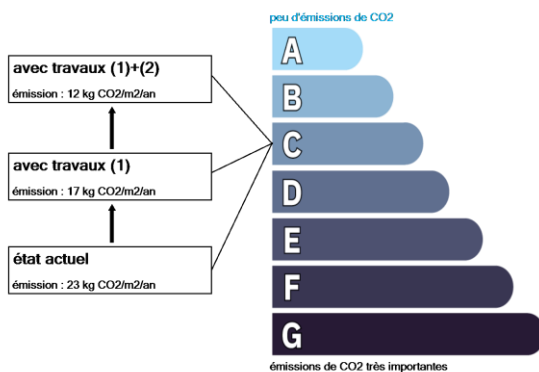 peu d'émissions de CO2
avec travaux (1)+(2)
émission : 12 kg CO2/m2/an
avec travaux (1)
émission : 17 kg CO2/m2/an
état actuel
émission : 23 kg CO2/m2/an
A
B
C
D
E
F
G
émissions de CO2 très importantes